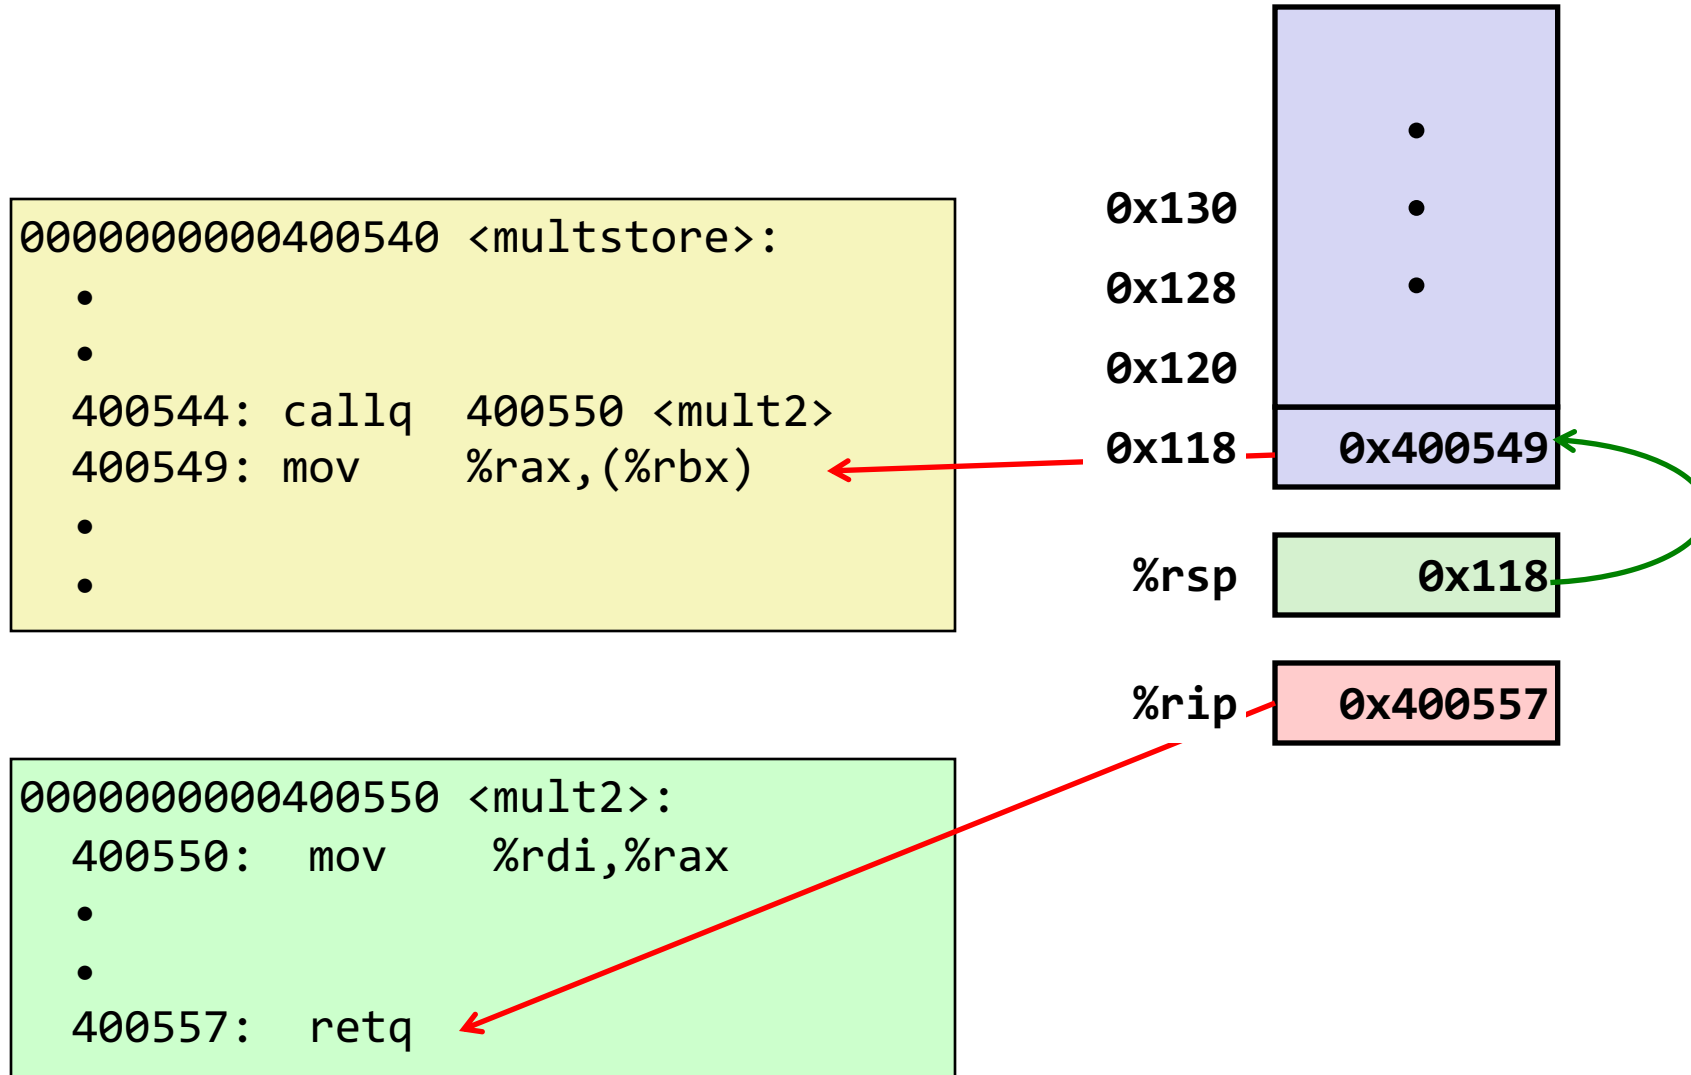 0000000000400540 <multstore>:
•
•
400544: callq 400550 <mult2>
400549: mov %rax,(%rbx)
•
•
0000000000400550 <mult2>:
400550: mov %rdi,%rax
•
•
400557: retq
•
0x130 •
0x128 •
0x120
0x118 0x400549
%rsp 0x118
%rip 0x400557